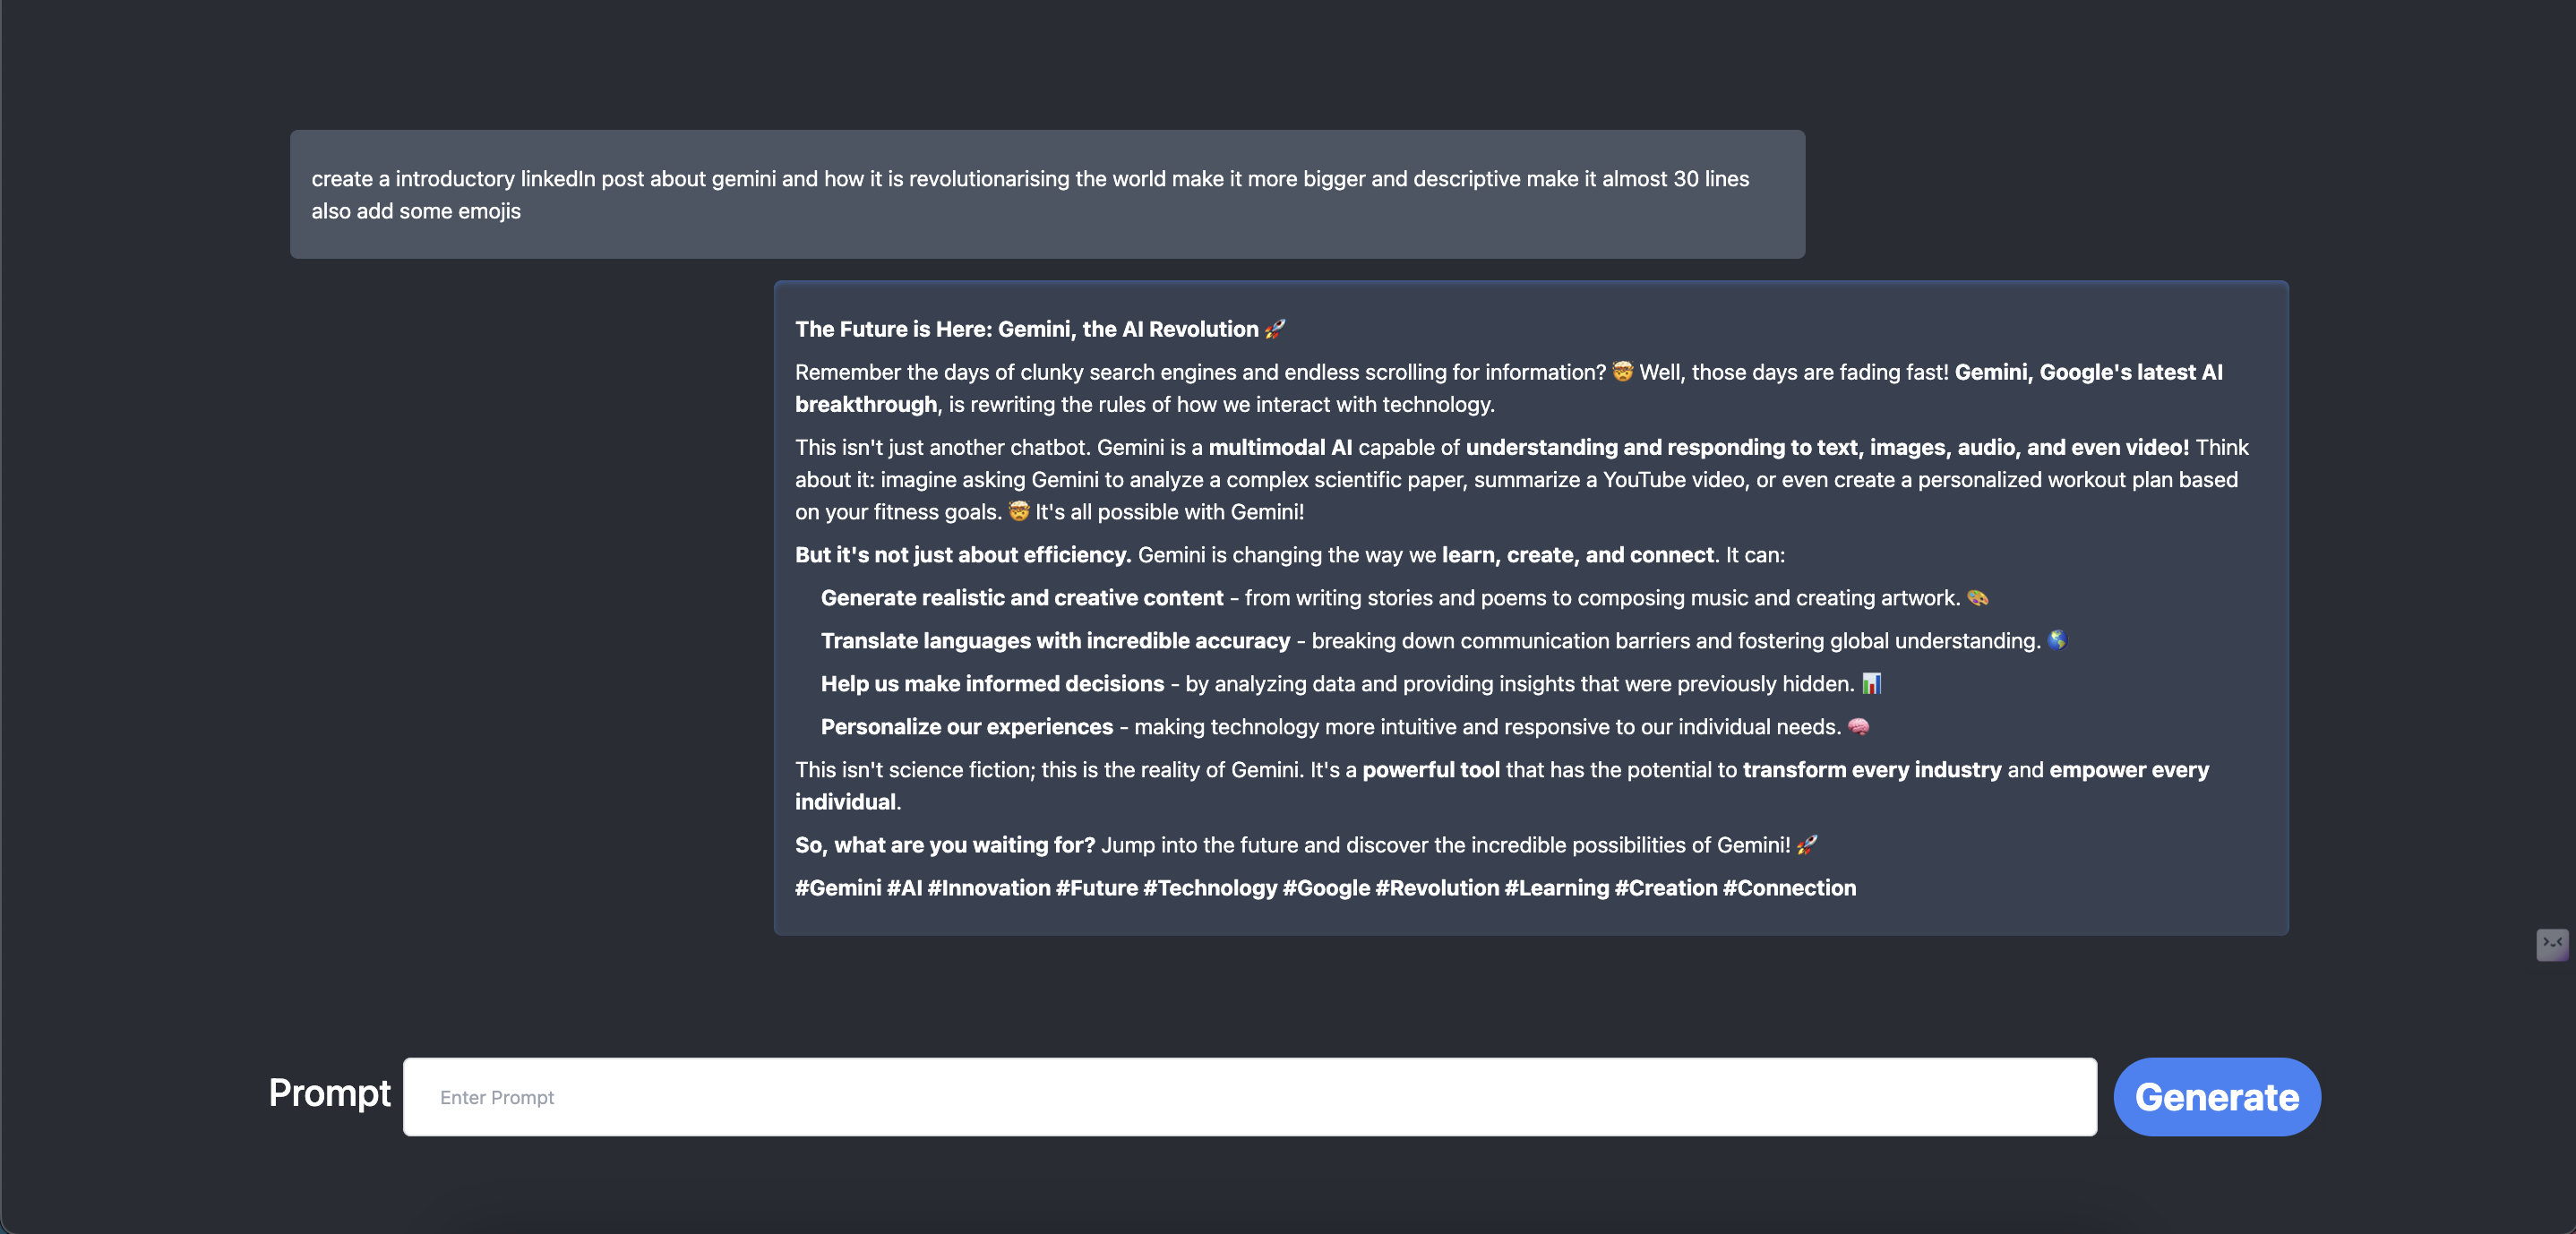 create a introductory linkedIn post about gemini and how it is revolutionarising the world make it more bigger and descriptive make it almost 30 lines
also add some emojis
The Future is Here: Gemini, the AI Revolution 🚀
Remember the days of clunky search engines and endless scrolling for information? 🤯 Well, those days are fading fast! Gemini, Google's latest AI
breakthrough, is rewriting the rules of how we interact with technology.
This isn't just another chatbot. Gemini is a multimodal AI capable of understanding and responding to text, images, audio, and even video! Think
about it: imagine asking Gemini to analyze a complex scientific paper, summarize a YouTube video, or even create a personalized workout plan based
on your fitness goals. 🤯 It's all possible with Gemini!
But it's not just about efficiency. Gemini is changing the way we learn, create, and connect. It can:
Generate realistic and creative content - from writing stories and poems to composing music and creating artwork. 🎨
Translate languages with incredible accuracy - breaking down communication barriers and fostering global understanding. 🌎
Help us make informed decisions - by analyzing data and providing insights that were previously hidden. 📊
Personalize our experiences - making technology more intuitive and responsive to our individual needs. 🧠
This isn't science fiction; this is the reality of Gemini. It's a powerful tool that has the potential to transform every industry and empower every
individual.
So, what are you waiting for? Jump into the future and discover the incredible possibilities of Gemini! 🚀
#Gemini #AI #Innovation #Future #Technology #Google #Revolution #Learning #Creation #Connection
Prompt
Enter Prompt
Generate